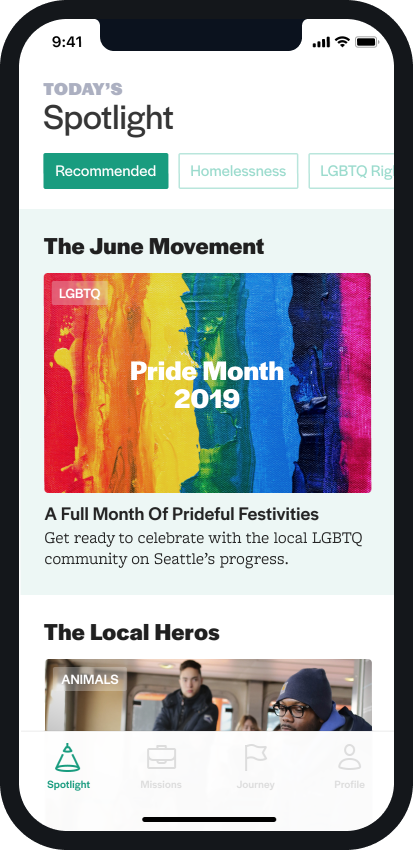 9:41
TODAY'S
Spotlight
Recommended
Homelessness
LGBTQ Rig
The June Movement
LGBTQ
Pride Month
2019
A Full Month Of Prideful Festivities
Get ready to celebrate with the local LGBTQ
community on Seattle's progress.
The Local Heros
ANIMALS
Spotlight
Missions
Journey
Profile